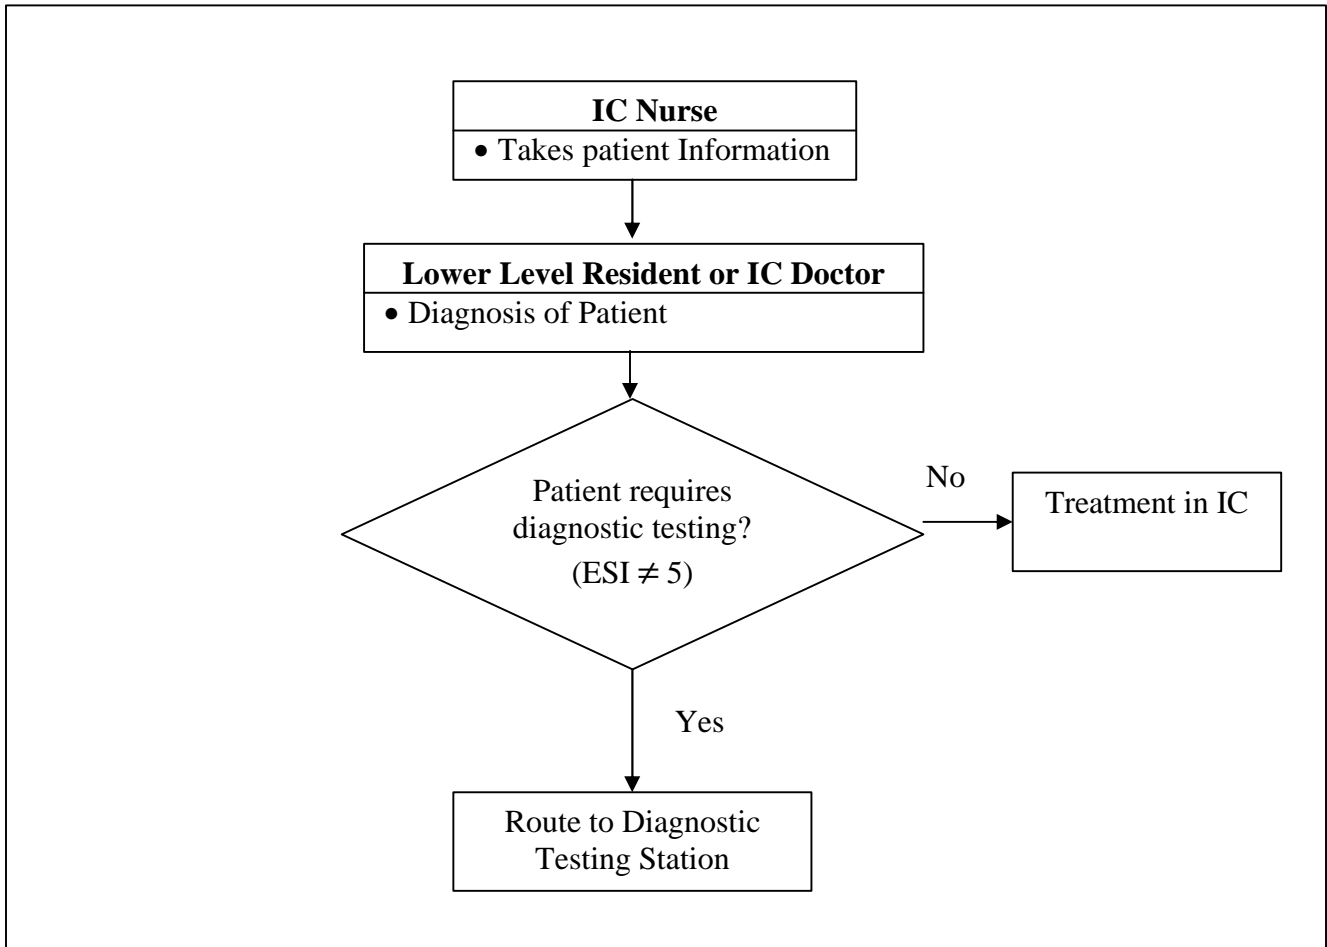 IC Nurse
• Takes patient Information
Lower Level Resident or IC Doctor
• Diagnosis of Patient
Patient requires
diagnostic testing?
(ESI ≠ 5)
No
Treatment in IC
Yes
Route to Diagnostic
Testing Station